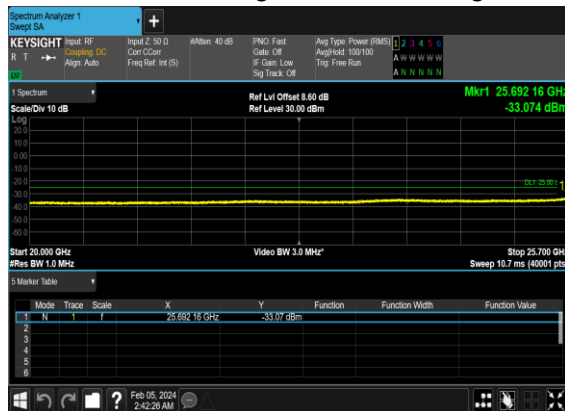 Spectrum Analyzer 1
Swept SA
+
KEYSIGHT Input: RF Input Z: 50 Ω #Atten: 40 dB PNO: Fast Avg Type: Power (RMS) 1 2 3 4 5 6
R T Coupling: DC Corr CCorr Gate: Off Avg|Hold: 100/100 A W W W W W
Align: Auto Freq Ref: Int (S) IF Gain: Low Trig: Free Run
Sig Track: Off A N N N N N
LW
1 Spectrum Ref Lvl Offset 8.60 dB Mkr1 25.692 16 GHz
Scale/Div 10 dB Ref Level 30.00 dBm -33.074 dBm
Log
20.0
10.0
0.00
-10.0
-20.0
DL1 -25.00
1
-30.0
-40.0
-50.0
-60.0
Start 20.000 GHz Video BW 3.0 MHz* Stop 25.700 GHz
#Res BW 1.0 MHz Sweep 10.7 ms (40001 pts
5 Marker Table
Mode Trace Scale X Y Function Function Width Function Value
1 N 1 f 25.692 16 GHz -33.07 dBm
2
3
4
5
6
? Feb 05, 2024
2:42:26 AM